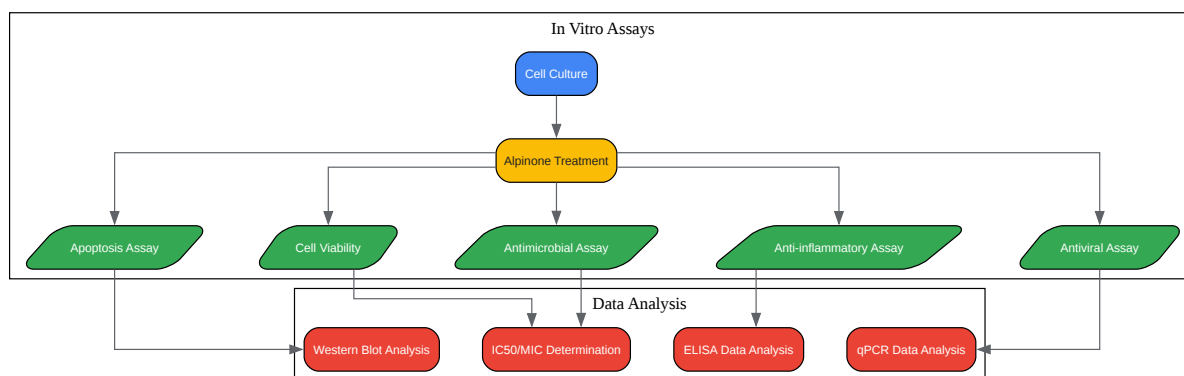 In Vitro Assays
Cell Culture
Alpinone Treatment
Apoptosis Assay
Cell Viability
Antimicrobial Assay
Anti-inflammatory Assay
Antiviral Assay
Data Analysis
Western Blot Analysis
IC50/MIC Determination
ELISA Data Analysis
qPCR Data Analysis